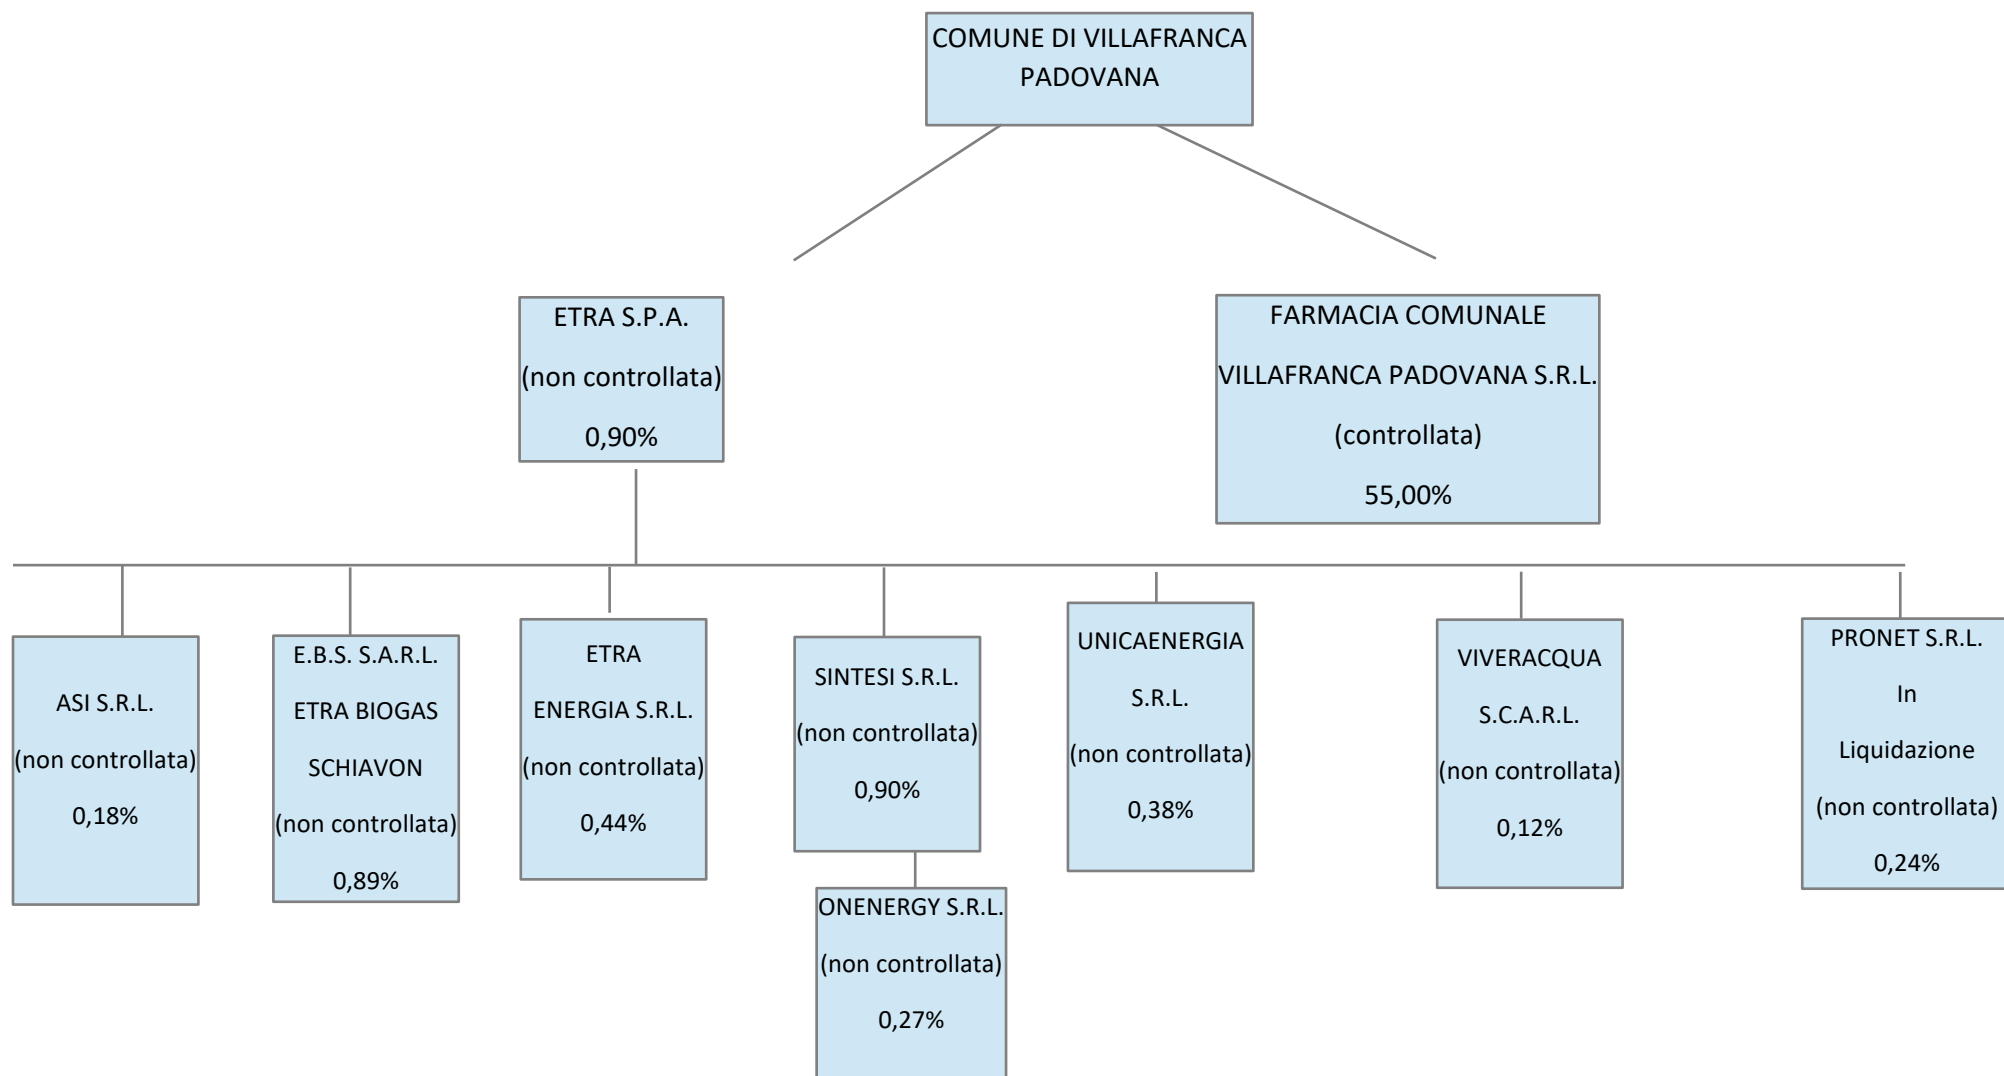 COMUNE DI VILLAFRANCA
PADOVANA
ETRA S.P.A.
(non controllata)
0,90%
FARMACIA COMUNALE
VILLAFRANCA PADOVANA S.R.L.
(controllata)
55,00%
ASI S.R.L.
(non controllata)
0,18%
E.B.S. S.A.R.L.
ETRA BIOGAS
SCHIAVON
(non controllata)
0,89%
ETRA
ENERGIA S.R.L.
(non controllata)
0,44%
SINTESI S.R.L.
(non controllata)
0,90%
ONENERGY S.R.L.
(non controllata)
0,27%
UNICAENERGIA
S.R.L.
(non controllata)
0,38%
VIVERACQUA
S.C.A.R.L.
(non controllata)
0,12%
PRONET S.R.L.
In
Liquidazione
(non controllata)
0,24%